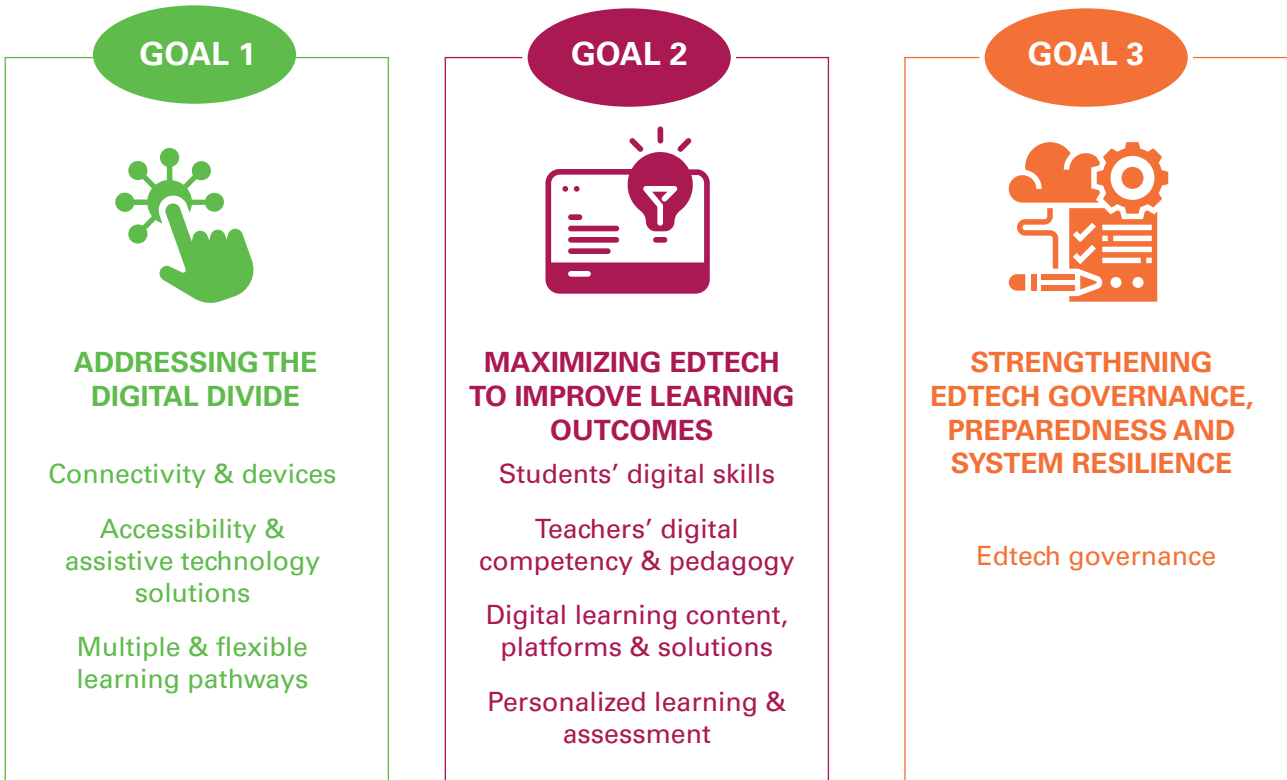 GOAL 1
ADDRESSING THE
DIGITAL DIVIDE
Connectivity & devices
Accessibility &
assistive technology
solutions
Multiple & flexible
learning pathways
GOAL 2
MAXIMIZING EDTECH
TO IMPROVE LEARNING
OUTCOMES
Students’ digital skills
Teachers’ digital
competency & pedagogy
Digital learning content,
platforms & solutions
Personalized learning &
assessment
GOAL 3
STRENGTHENING
EDTECH GOVERNANCE,
PREPAREDNESS AND
SYSTEM RESILIENCE
Edtech governance